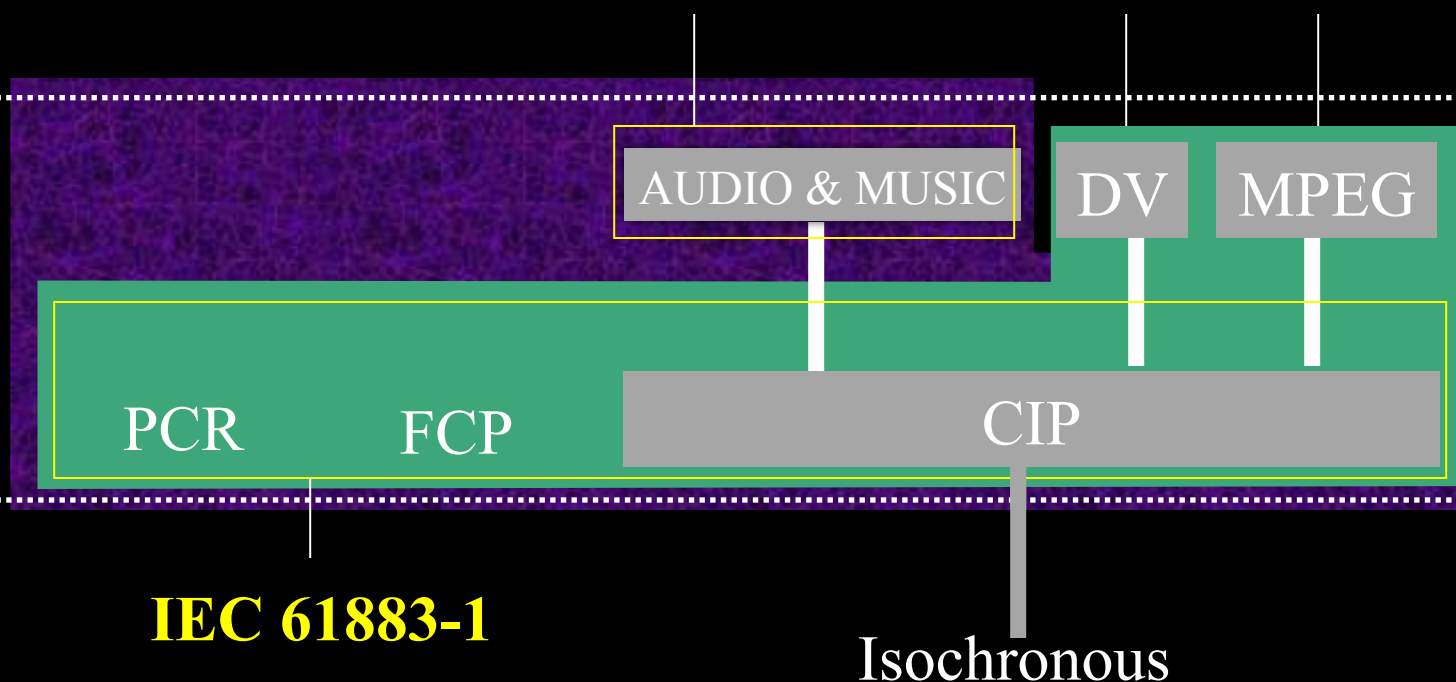 AUDIO & MUSIC
DV
MPEG
PCR
FCP
CIP
IEC 61883-1
Isochronous